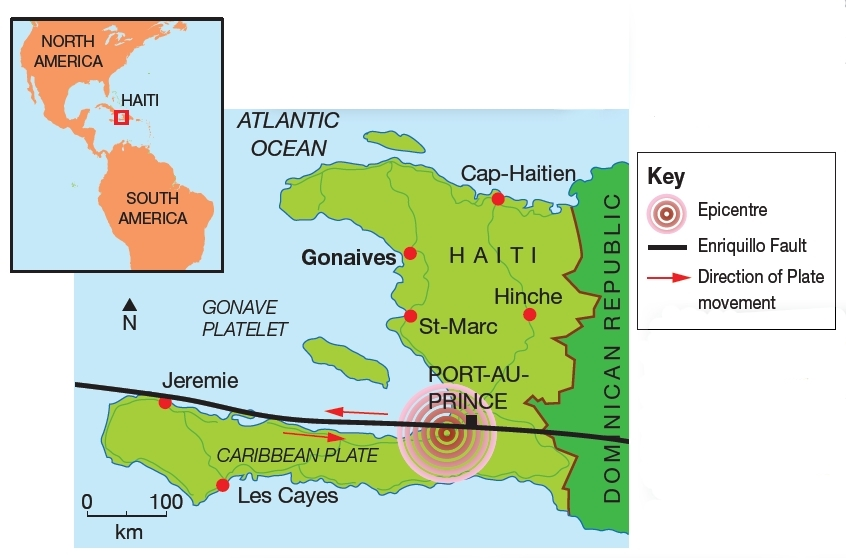 NORTH
AMERICA
HAITI
SOUTH
AMERICA
ATLANTIC
OCEAN
Cap-Haitien
Gonaives
HAITI
Hinche
St-Marc
GONAVE
PLATELET
N
PORT-AU-
PRINCE
Jeremie
CARIBBEAN PLATE
Les Cayes
0 100
km
DOMINICAN REPUBLIC
Key
Epicentre
Enriquillo Fault
Direction of Plate
movement